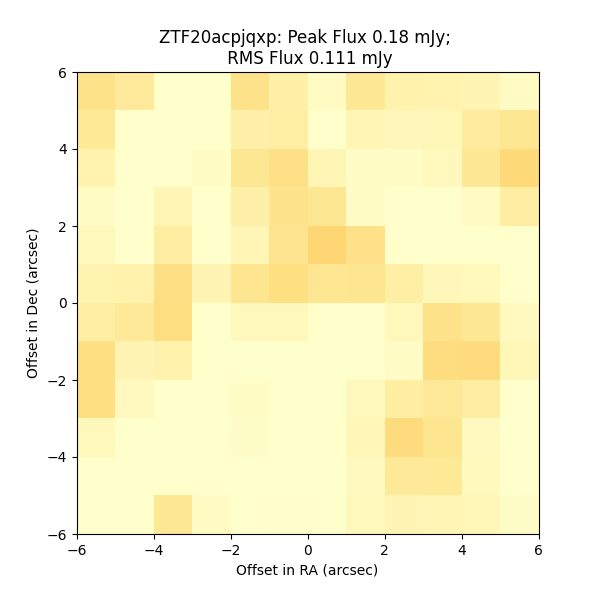 ZTF20acpjqxp: Peak Flux 0.18 mJy;
RMS Flux 0.111 mJy
6
4
2
0
−2
−4
−6
Offset in Dec (arcsec)
−6 −4 −2 0 2 4 6
Offset in RA (arcsec)